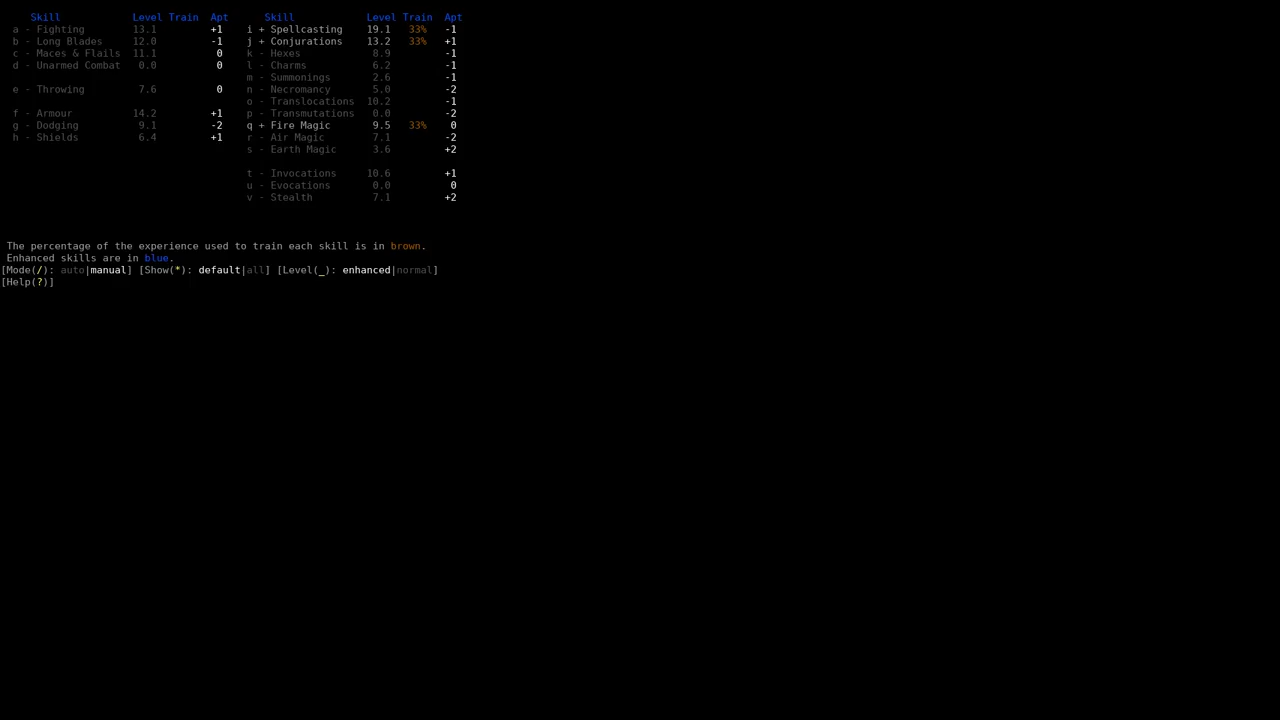 Skill Level Train Apt Skill Level Train Apt
a - Fighting 13.1 +1 i + Spellcasting 19.1 33% -1
b - Long Blades 12.0 -1 j + Conjurations 13.2 33% +1
c - Maces & Flails 11.1 0 k - Hexes 8.9 -1
d - Unarmed Combat 0.0 0 l - Charms 6.2 -1
m - Summonings 2.6 -1
e - Throwing 7.6 0 n - Necromancy 5.0 -2
o - Translocations 10.2 -1
f - Armour 14.2 +1 p - Transmutations 0.0 -2
g - Dodging 9.1 -2 q + Fire Magic 9.5 33% 0
h - Shields 6.4 +1 r - Air Magic 7.1 -2
s - Earth Magic 3.6 +2
t - Invocations 10.6 +1
u - Evocations 0.0 0
v - Stealth 7.1 +2
The percentage of the experience used to train each skill is in brown.
Enhanced skills are in blue.
[Mode(/): auto|manual] [Show(*): default|all] [Level(_): enhanced|normal]
[Help(?)]